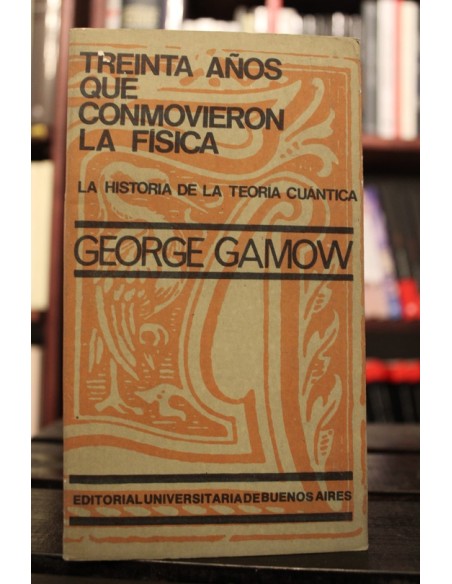 TREINTA AÑOS
QUE
CONMOVIERON
LA FISICA
LA HISTORIA DE LA TEORIA CUANTICA
GEORGE GAMOW
EDITORIAL UNIVERSITARIA DE BUENOS AIRES